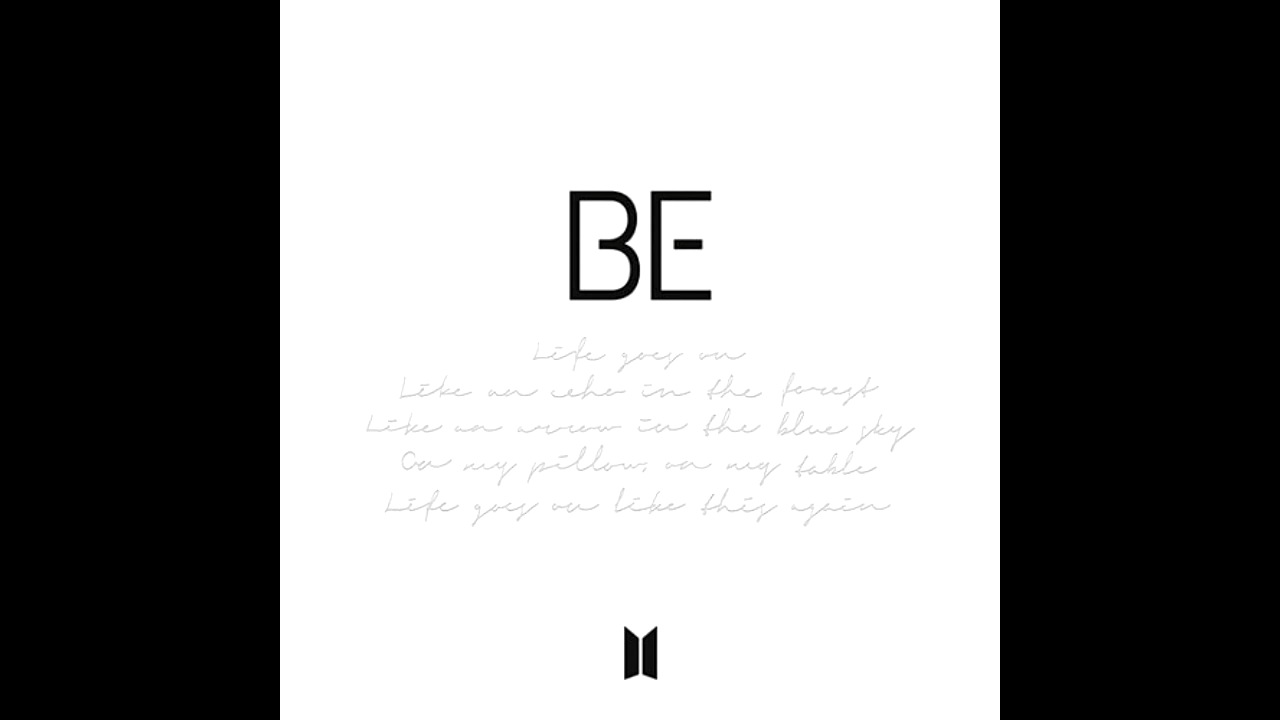 BE
Life goes on
Like an echo in the forest
Like an arrow in the blue sky
On my pillow, on my table
Life goes on like this again